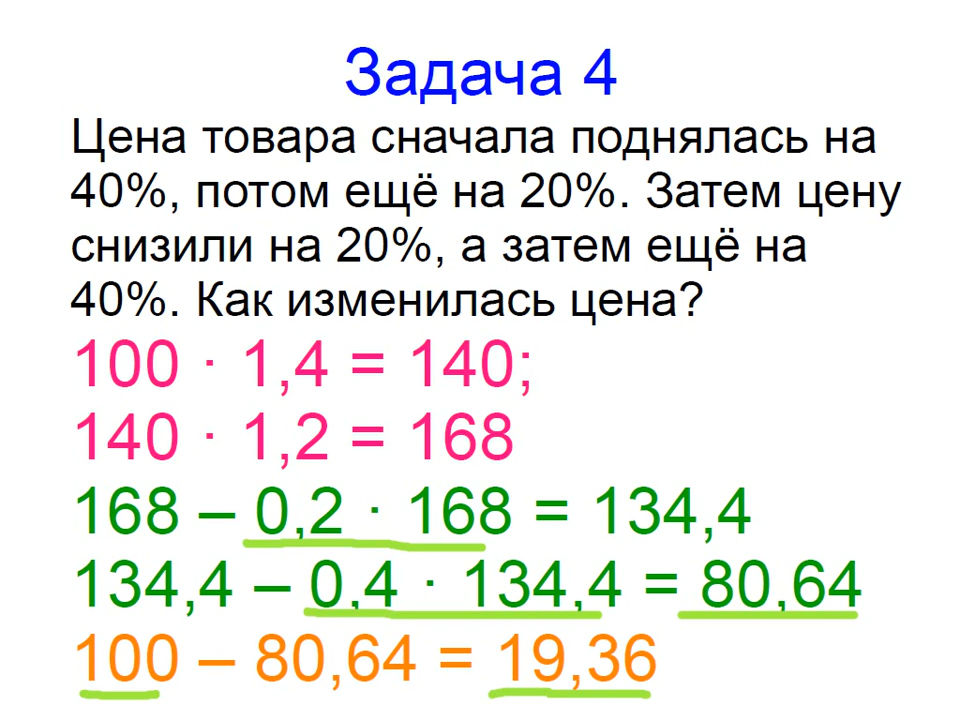 Задача 4
Цена товара сначала поднялась на
40%, потом ещё на 20%. Затем цену
снизили на 20%, а затем ещё на
40%. Как изменилась цена?
100 · 1,4 = 140;
140 · 1,2 = 168
168 – 0,2 · 168 = 134,4
134,4 – 0,4 · 134,4 = 80,64
100 – 80,64 = 19,36